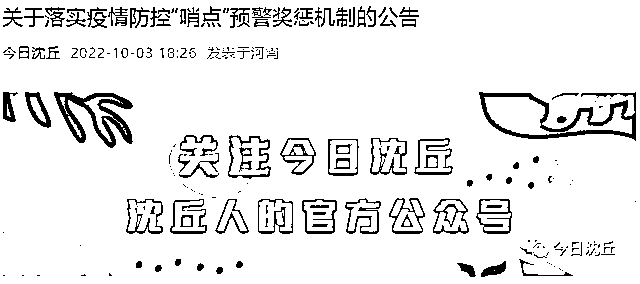 关于落实疫情防控“哨点”预警奖惩机制的公告
今日沈丘 2022-10-03 18:26 发表于河南
关注今日沈丘
沈丘人的官方公众号
今日沈丘